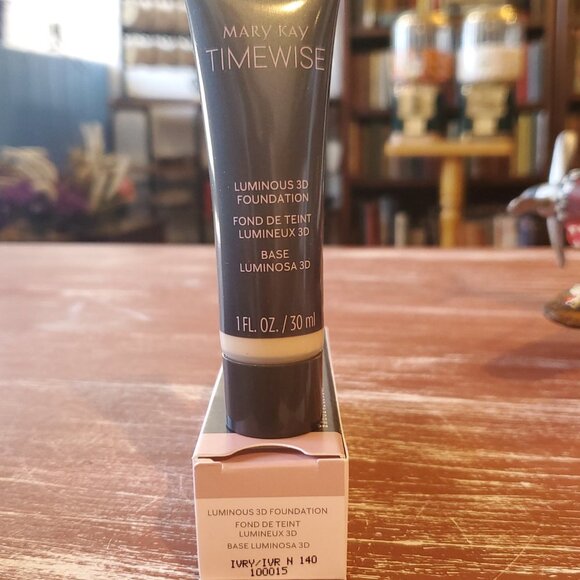 MARY KAY
TIMEWISE
LUMINOUS 3D
FOUNDATION
FOND DE TEINT
LUMINEUX 3D
BASE
LUMINOSA 3D
1 FL. OZ. / 30 ml
LUMINOUS 3D FOUNDATION
FOND DE TEINT
LUMINEUX 3D
BASE LUMINOSA 3D
IVRY/IVR N 140
100015